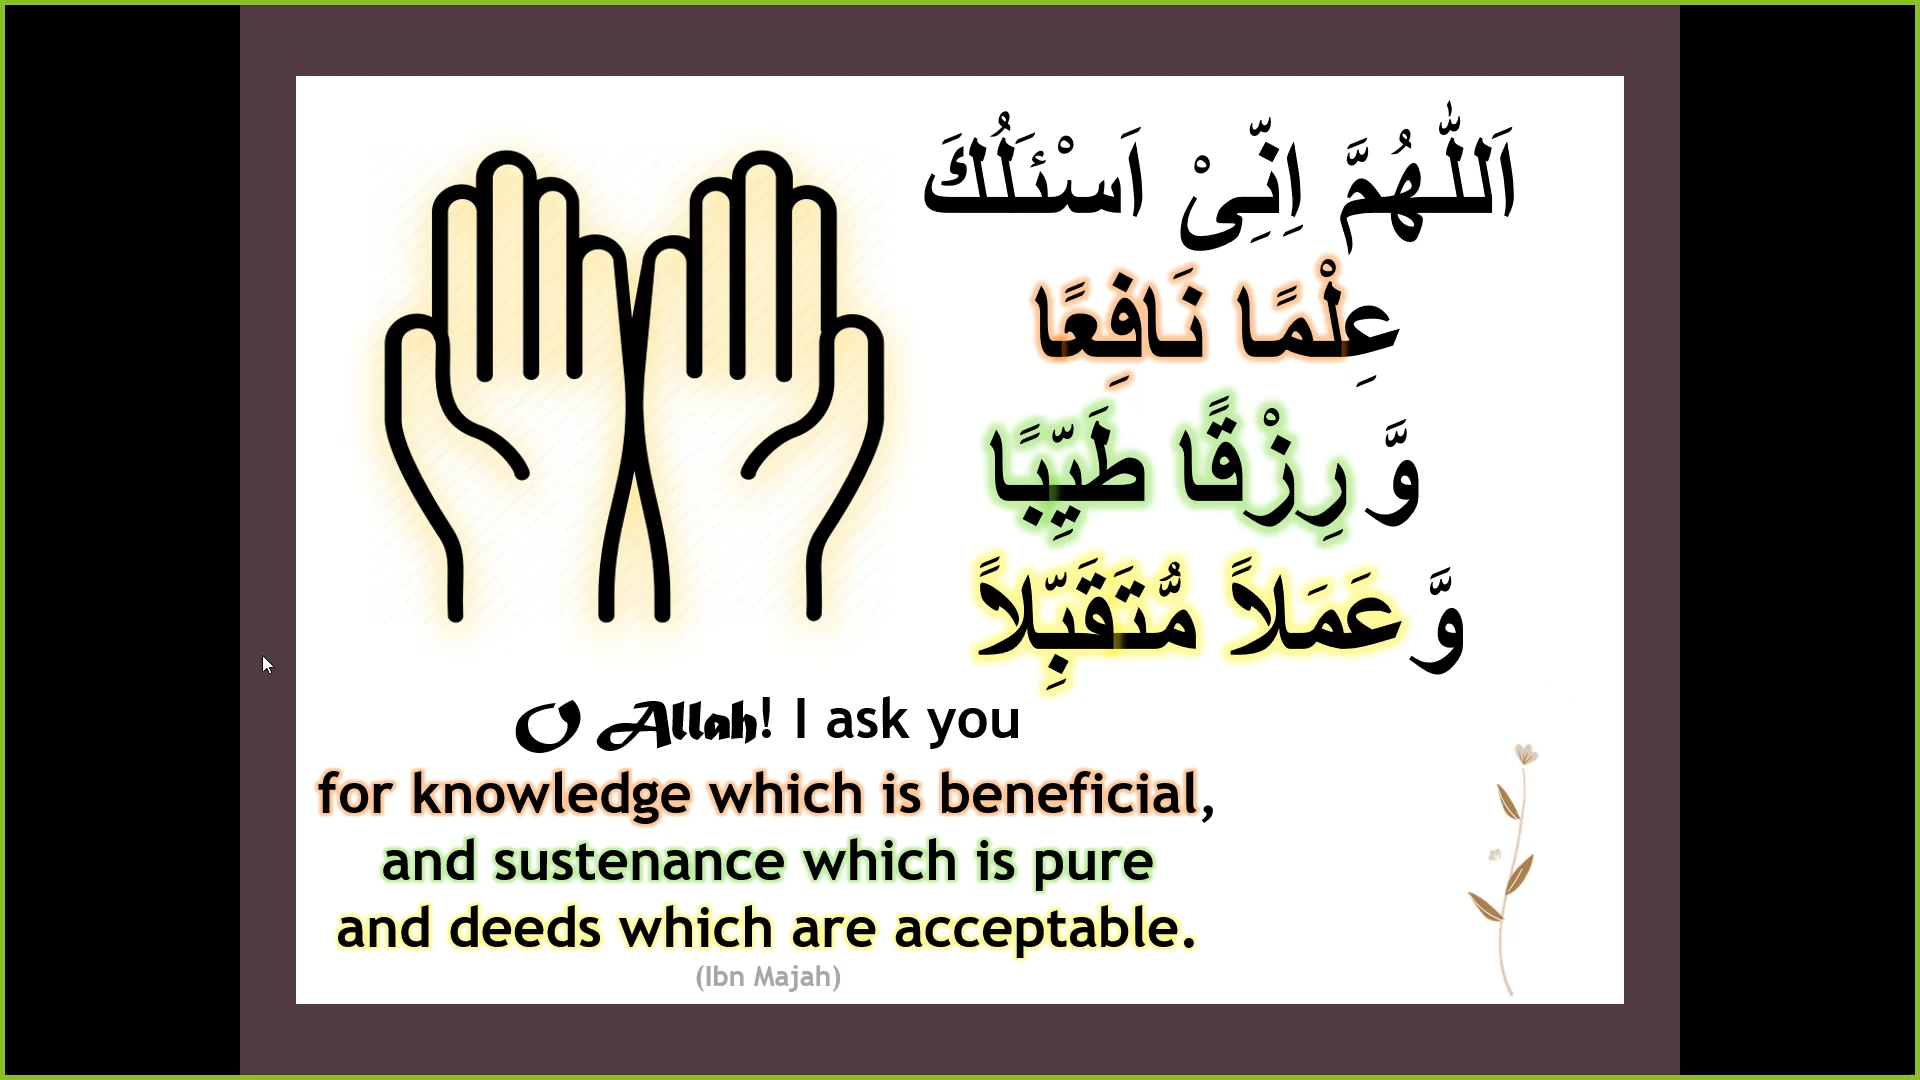 اَللّٰهُمَّ اِنِّىْ اَسْئَلُكَ
عِلْمًا نَافِعًا
وَّ رِزْقًا طَيِّبًا
وَّ عَمَلاً مُّتَقَبِّلاً
O Allah! I ask you
for knowledge which is beneficial,
and sustenance which is pure
and deeds which are acceptable.
(Ibn Majah)